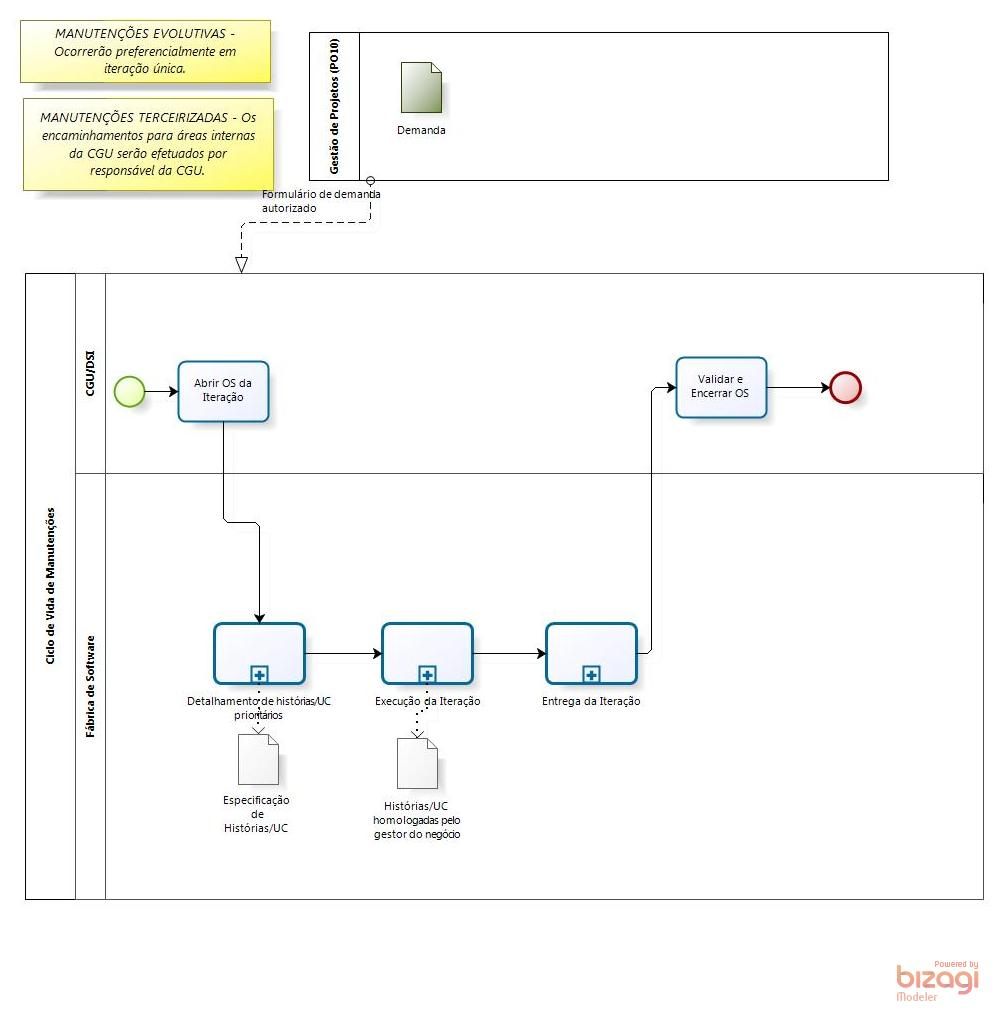 MANUTENÇÕES EVOLUTIVAS -
Ocorrerão preferencialmente em
iteração única.
MANUTENÇÕES TERCEIRIZADAS - Os
encaminhamentos para áreas internas
da CGU serão efetuados por
responsável da CGU.
Gestão de Projetos (PO10)
Demanda
Formulário de demanda
autorizado
Ciclo de Vida de Manutenções
CGU/DSI
Abrir OS da
Iteração
Validar e
Encerrar OS
Fábrica de Software
Detalhamento de histórias/UC
prioritários
Execução da Iteração
Entrega da Iteração
Especificação
de
Histórias/UC
Histórias/UC
homologadas pelo
gestor do negócio
Powered by
bizagi
Modeler